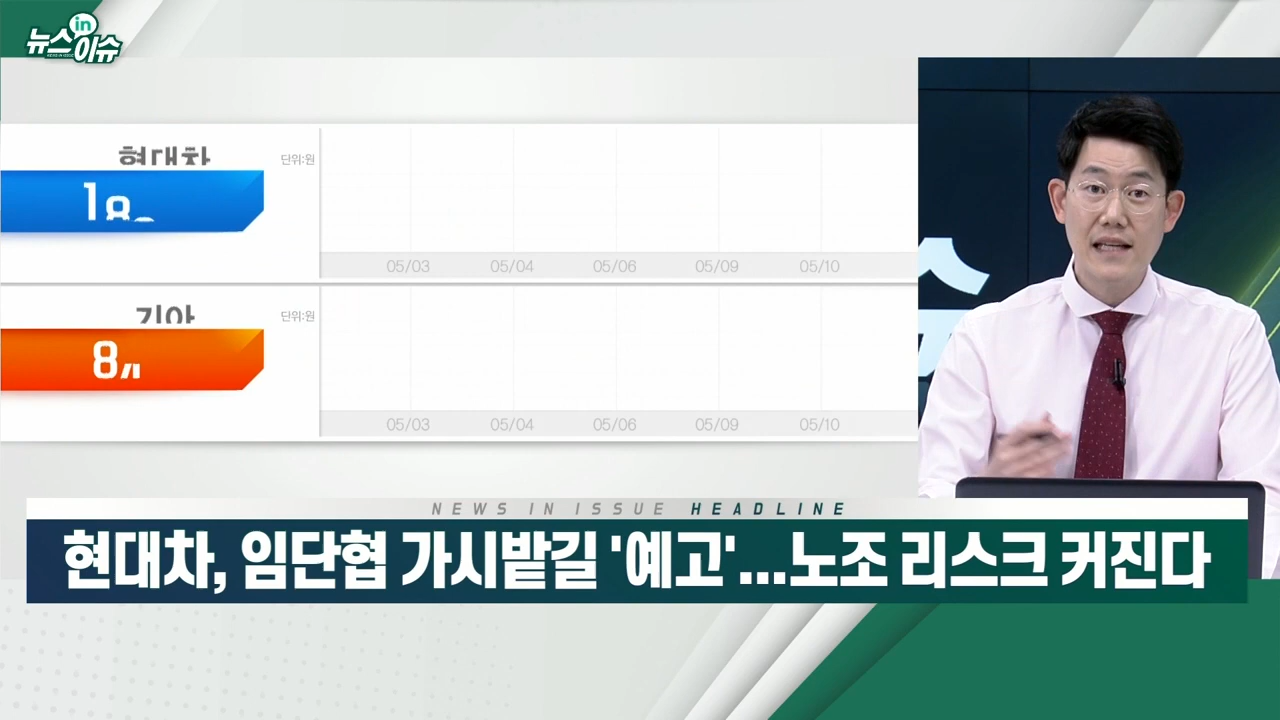 뉴스in이슈
현대차
단위:원
05/03 05/04 05/06 05/09 05/10
기아
단위:원
8
05/03 05/04 05/06 05/09 05/10
NEWS IN ISSUE HEADLINE
현대차, 임단협 가시밭길 '예고'...노조 리스크 커진다